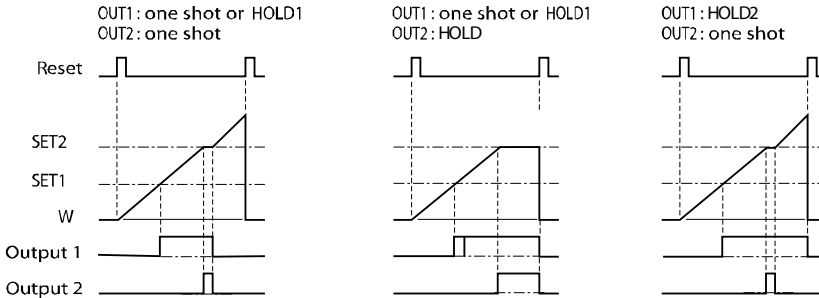 OUT1 : one shot or HOLD1
OUT2 : one shot
OUT1 : one shot or HOLD1
OUT2 : HOLD
OUT1 : HOLD2
OUT2 : one shot
Reset
SET2
SET1
W
Output 1
Output 2